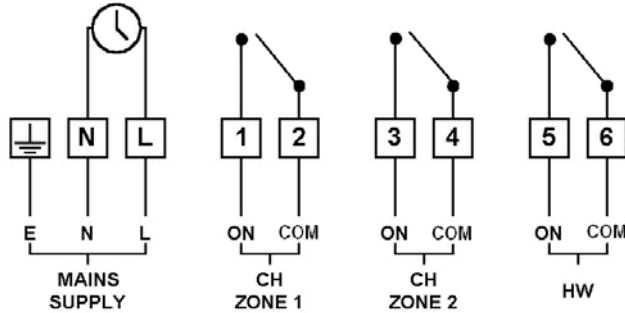 N L 1 2 3 4 5 6
E N L ON COM ON COM ON COM
MAINS SUPPLY
CH ZONE 1
CH ZONE 2
HW